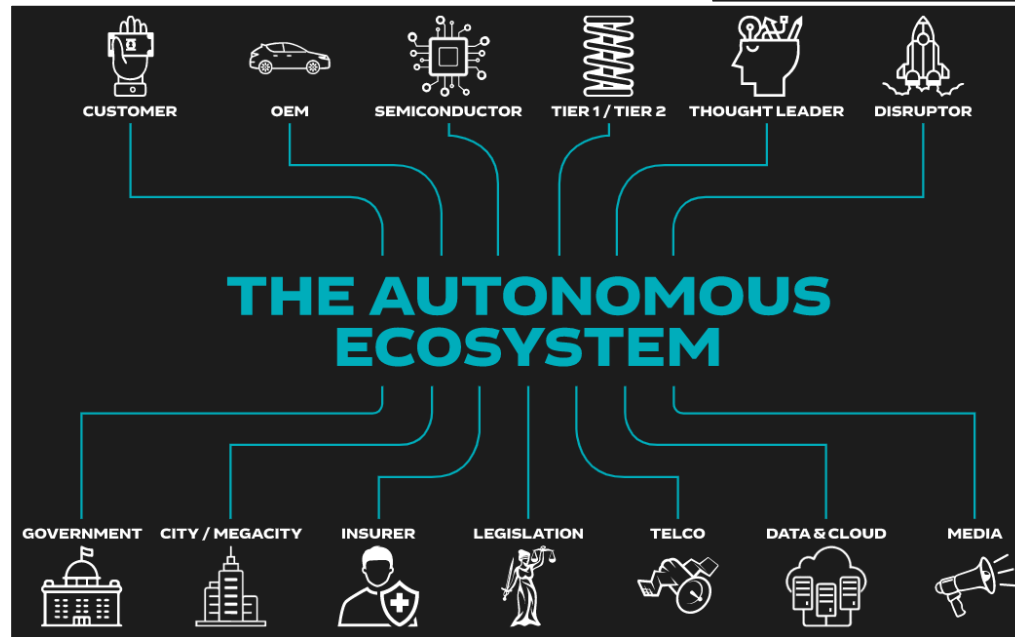 CUSTOMER
OEM
SEMICONDUCTOR
TIER 1 / TIER 2
THOUGHT LEADER
DISRUPTOR
THE AUTONOMOUS
ECOSYSTEM
GOVERNMENT
CITY / MEGACITY
INSURER
LEGISLATION
TELCO
DATA & CLOUD
MEDIA